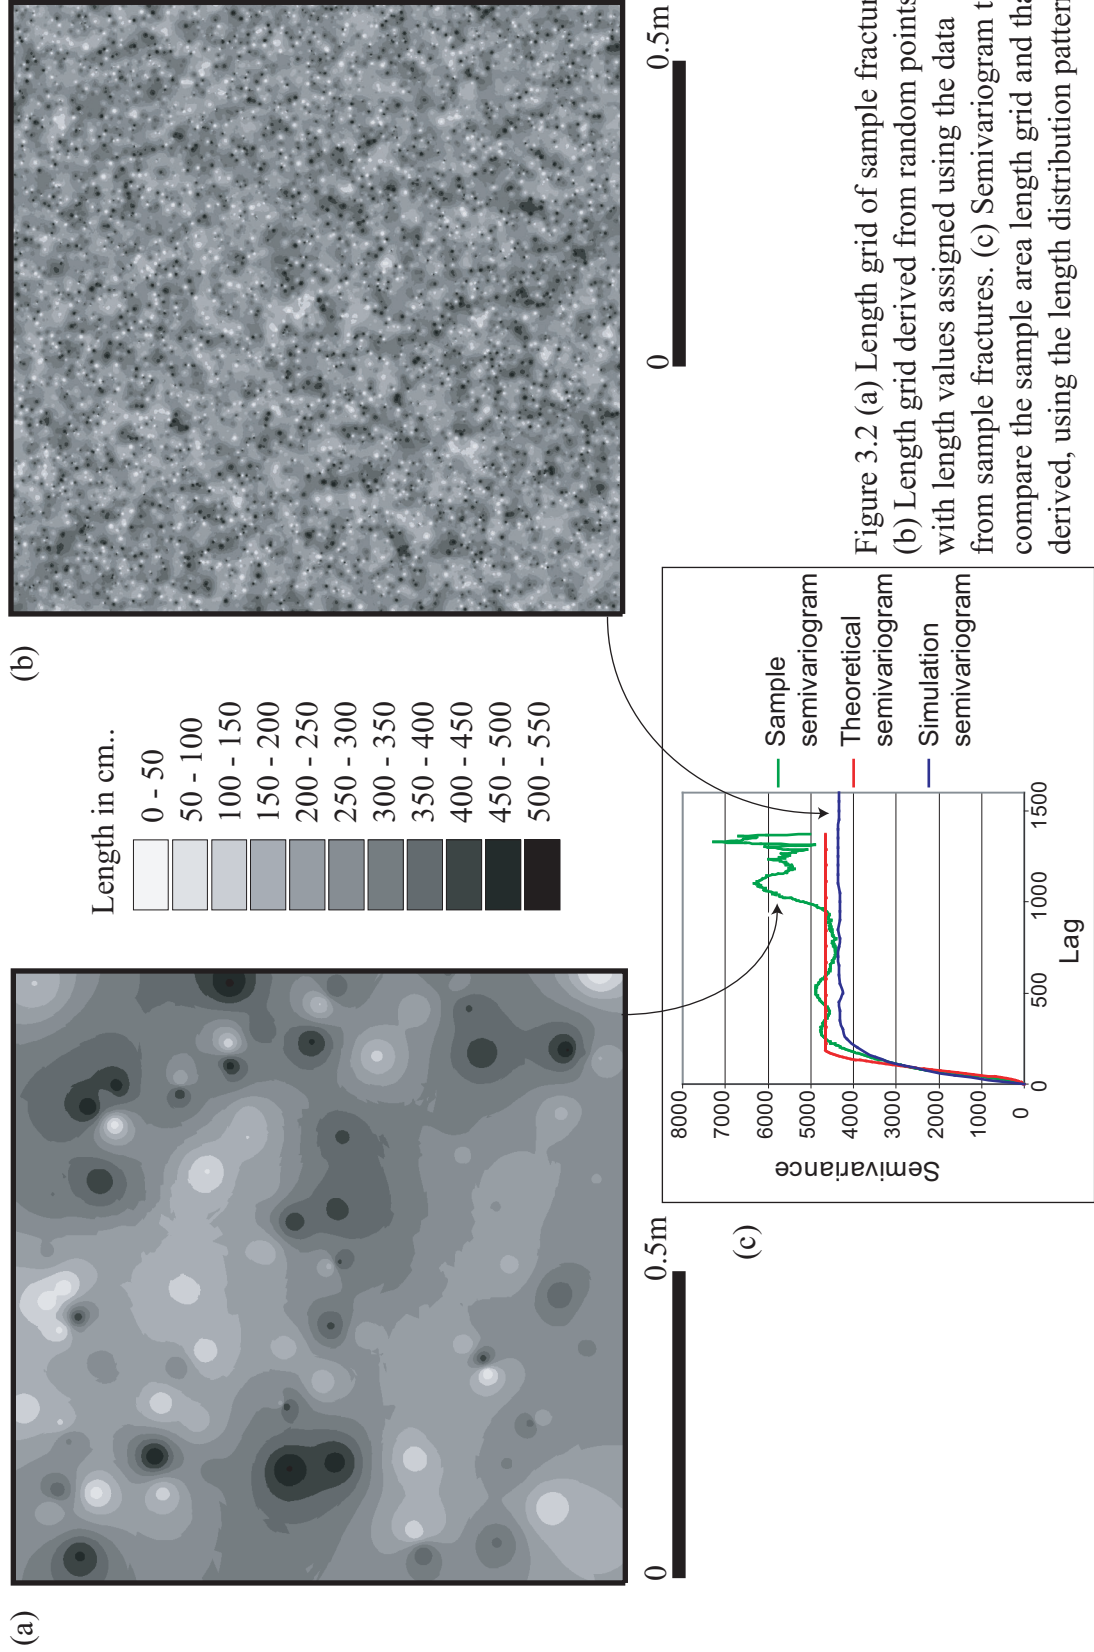 (a)
(b)
Length in cm..
0 - 50
50 - 100
100 - 150
150 - 200
200 - 250
250 - 300
300 - 350
350 - 400
400 - 450
450 - 500
500 - 550
0 0.5m
0 0.5m
(c)
Semivariance
8000
7000
6000
5000
4000
3000
2000
1000
0
0 500 1000 1500
Lag
Sample
semivariogram
Theoretical
semivariogram
Simulation
semivariogram
Figure 3.2 (a) Length grid of sample
(b) Length grid derived from random points
with length values assigned using the data
from sample fractures. (c) Semivariogram
compare the sample area length grid and
derived, using the length distribution